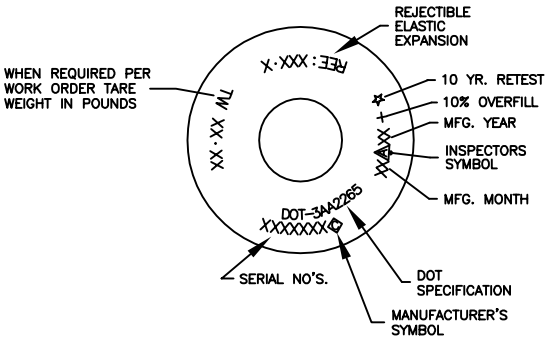 REJECTIBLE
ELASTIC
EXPANSION
REE: XXX·X
WHEN REQUIRED PER
WORK ORDER TARE
WEIGHT IN POUNDS
TW XX·XX
10 YR. RETEST
+
10% OVERFILL
XX
MFG. YEAR
A
INSPECTORS
SYMBOL
XX
MFG. MONTH
DOT-3AA2265
XXXXXXX
C
SERIAL NO'S.
DOT
SPECIFICATION
MANUFACTURER'S
SYMBOL